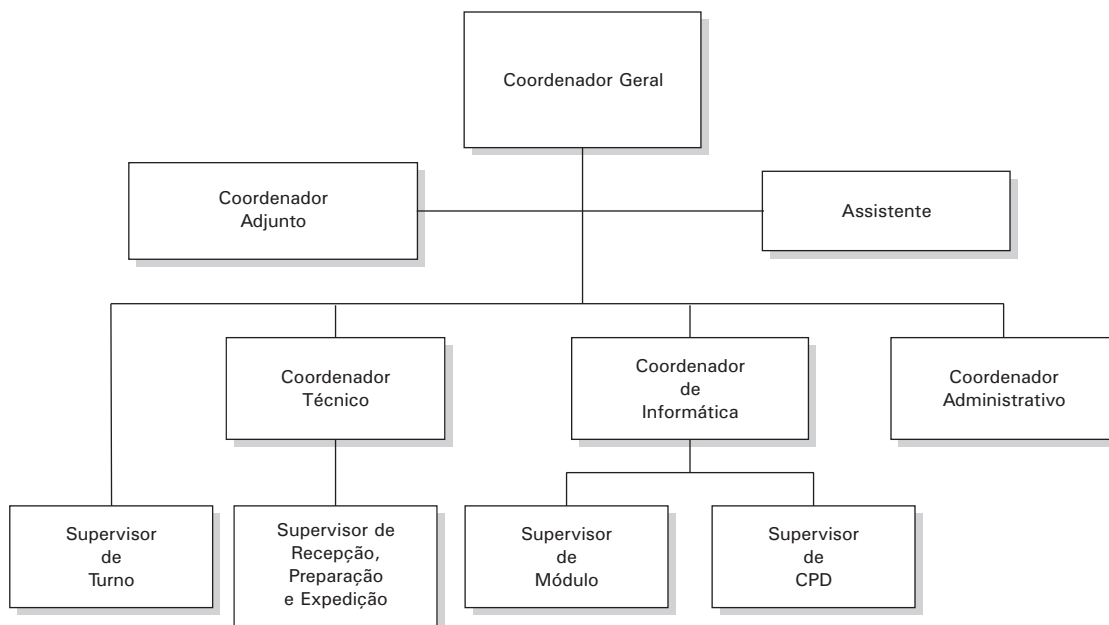 Coordenador Geral
Coordenador
Adjunto
Assistente
Coordenador
Técnico
Coordenador
de
Informática
Coordenador
Administrativo
Supervisor
de
Turno
Supervisor de
Recepção,
Preparação
e Expedição
Supervisor
de
Módulo
Supervisor
de
CPD